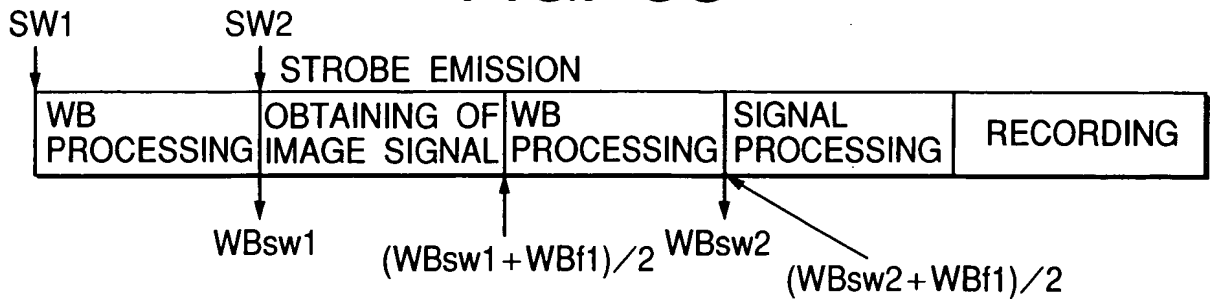 SW1 SW2
STROBE EMISSION
WB PROCESSING
OBTAINING OF IMAGE SIGNAL
WB PROCESSING
SIGNAL PROCESSING
RECORDING
WBsw1
(WBsw1+WBf1)/2
WBsw2
(WBsw2+WBf1)/2